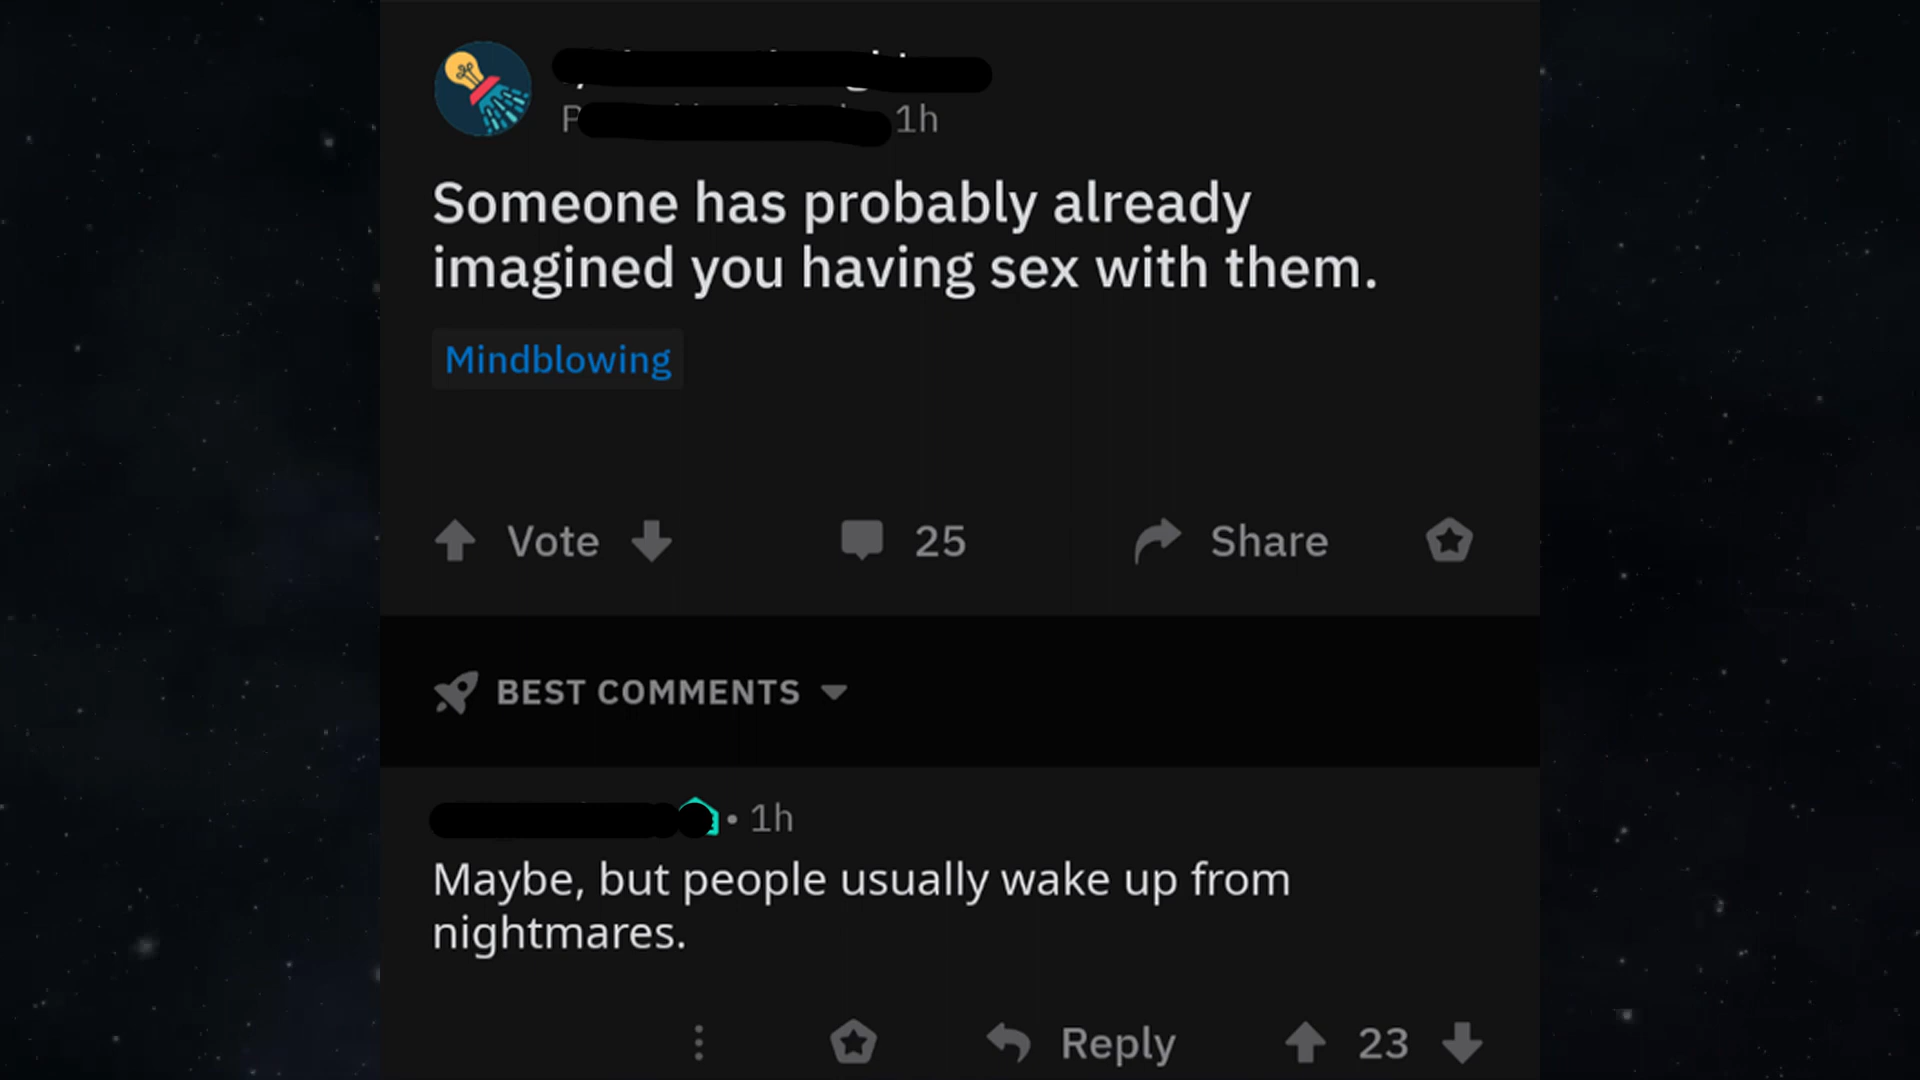 1h
Someone has probably already
imagined you having sex with them.
Mindblowing
Vote 25 Share
BEST COMMENTS
• 1h
Maybe, but people usually wake up from
nightmares.
Reply 23